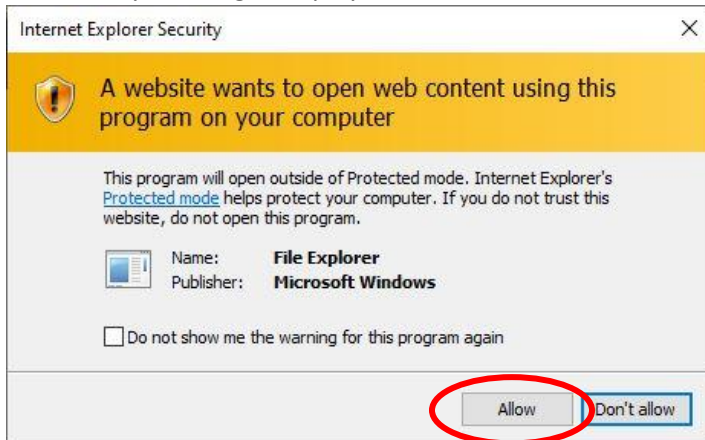 Internet Explorer Security
A website wants to open web content using this
program on your computer
This program will open outside of Protected mode. Internet Explorer's
Protected mode helps protect your computer. If you do not trust this
website, do not open this program.
Name: File Explorer
Publisher: Microsoft Windows
Do not show me the warning for this program again
Allow Don't allow